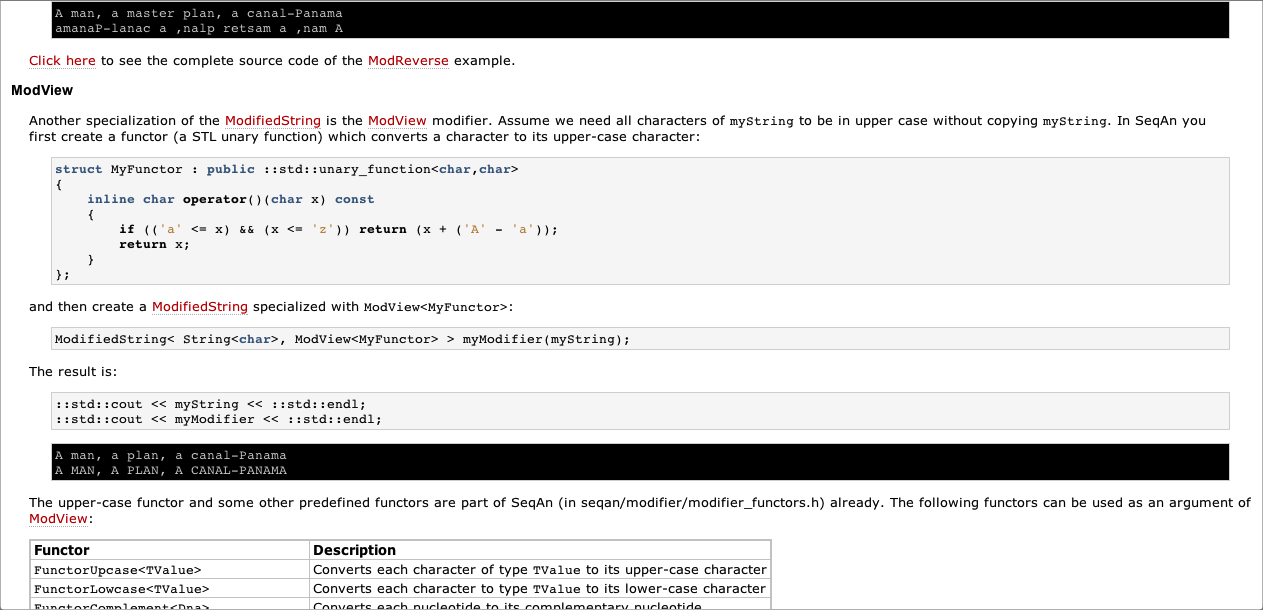 A man, a master plan, a canal-Panama
amanaP-lanac a ,nalp retsam a ,nam A
Click here to see the complete source code of the ModReverse example.
ModView
Another specialization of the ModifiedString is the ModView modifier. Assume we need all characters of myString to be in upper case without copying myString. In SeqAn you
first create a functor (a STL unary function) which converts a character to its upper-case character:
struct MyFunctor : public ::std::unary_function<char,char>
{
    inline char operator()(char x) const
    {
        if (('a' <= x) && (x <= 'z')) return (x + ('A' - 'a'));
        return x;
    }
};
and then create a ModifiedString specialized with ModView<MyFunctor>:
ModifiedString< String<char>, ModView<MyFunctor> > myModifier(myString);
The result is:
::std::cout << myString << ::std::endl;
::std::cout << myModifier << ::std::endl;
A man, a plan, a canal-Panama
A MAN, A PLAN, A CANAL-PANAMA
The upper-case functor and some other predefined functors are part of SeqAn (in seqan/modifier/modifier_functors.h) already. The following functors can be used as an argument of
ModView:
Functor Description
FunctorUpcase<TValue> Converts each character of type TValue to its upper-case character
FunctorLowcase<TValue> Converts each character to type TValue to its lower-case character
FunctorComplement<Dna> Converts each nucleotide to its complementary nucleotide